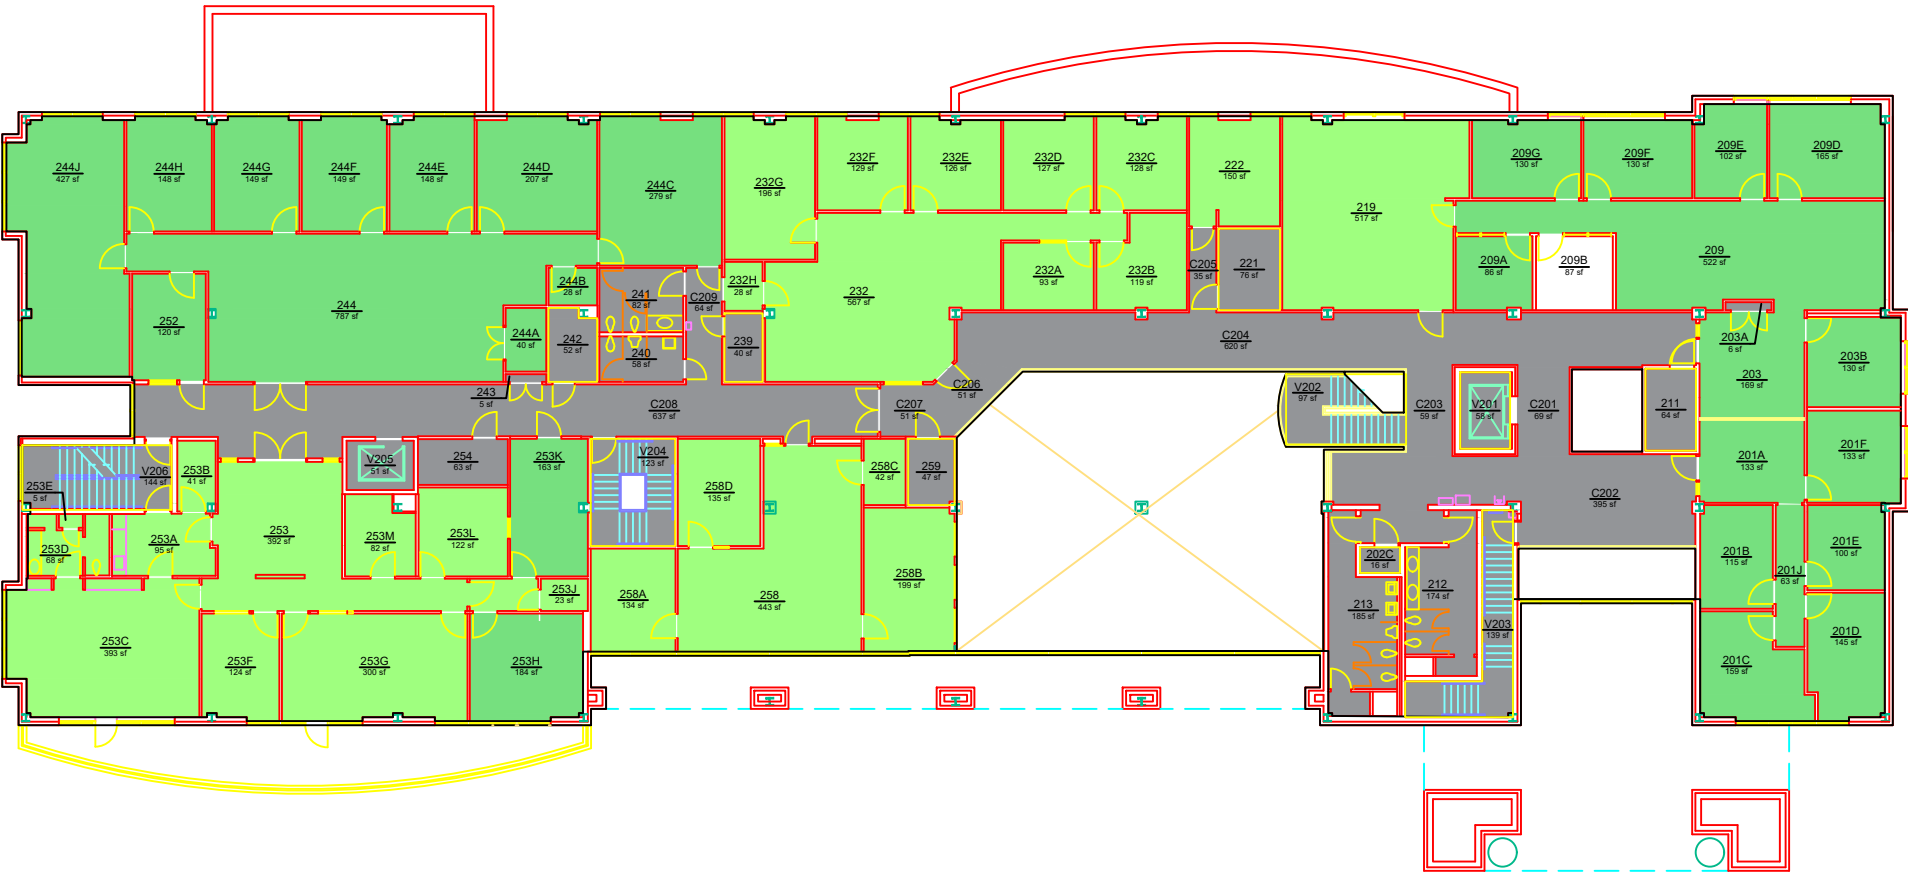 244J
427 sf
244H
148 sf
244G
149 sf
244F
149 sf
244E
148 sf
244D
207 sf
244C
279 sf
232G
196 sf
232F
129 sf
232E
126 sf
232D
127 sf
232C
128 sf
222
150 sf
219
517 sf
209G
130 sf
209F
130 sf
209E
102 sf
209D
165 sf
252
120 sf
244
787 sf
244B
28 sf
244A
40 sf
242
52 sf
241
82 sf
240
58 sf
C209
64 sf
232H
28 sf
239
40 sf
232
567 sf
232A
93 sf
232B
119 sf
C205
35 sf
221
76 sf
209A
86 sf
209B
87 sf
209
522 sf
C204
620 sf
203A
6 sf
203B
130 sf
203
169 sf
243
5 sf
C208
637 sf
C207
51 sf
C206
51 sf
V202
97 sf
C203
59 sf
V201
58 sf
C201
69 sf
211
64 sf
201A
133 sf
201F
133 sf
C202
395 sf
V206
144 sf
253E
5 sf
253B
41 sf
253
392 sf
V205
51 sf
254
63 sf
253K
163 sf
V204
123 sf
258D
135 sf
258C
42 sf
259
47 sf
253D
68 sf
253A
95 sf
253M
82 sf
253L
122 sf
253J
23 sf
258A
134 sf
258
443 sf
258B
199 sf
202C
16 sf
213
185 sf
212
174 sf
V203
139 sf
201B
115 sf
201J
63 sf
201E
100 sf
201C
159 sf
201D
145 sf
253C
393 sf
253F
124 sf
253G
300 sf
253H
184 sf